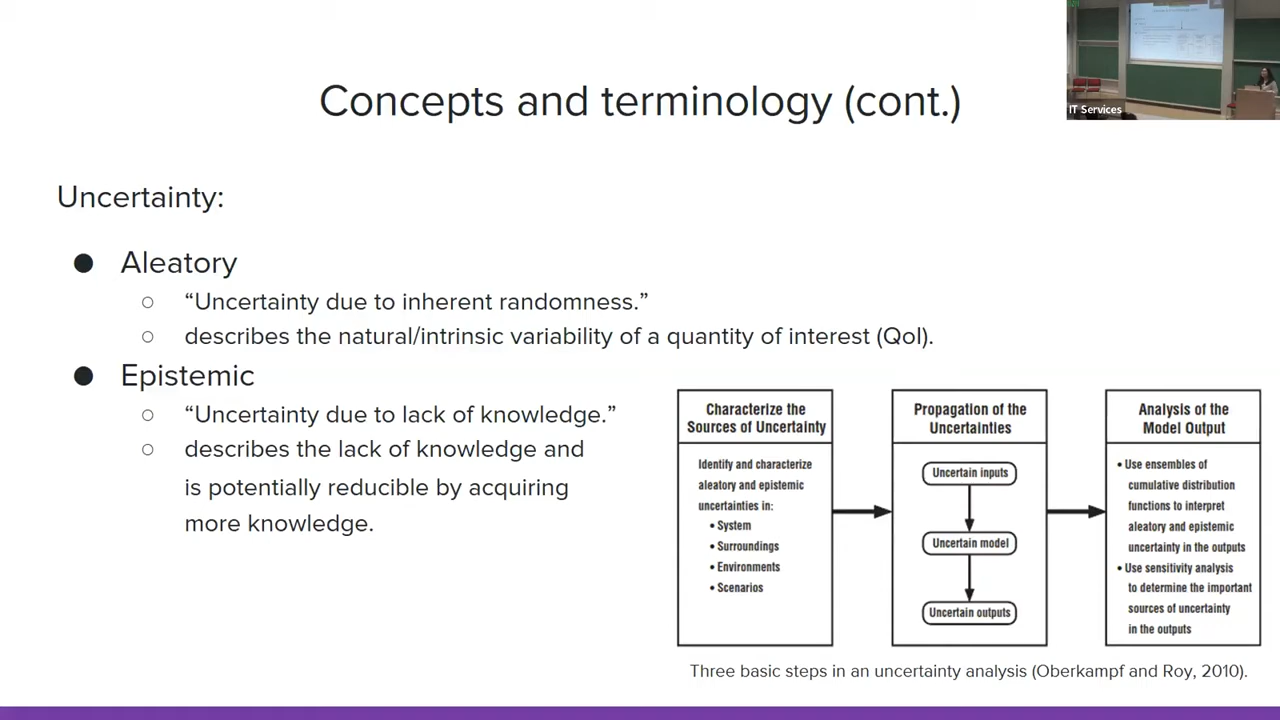 IT Services
Concepts and terminology (cont.)
Uncertainty:
● Aleatory
○ “Uncertainty due to inherent randomness.”
○ describes the natural/intrinsic variability of a quantity of interest (QoI).
● Epistemic
○ “Uncertainty due to lack of knowledge.”
○ describes the lack of knowledge and
is potentially reducible by acquiring
more knowledge.
Characterize the
Sources of Uncertainty
Identify and characterize
aleatory and epistemic
uncertainties in:
• System
• Surroundings
• Environments
• Scenarios
Propagation of the
Uncertainties
Uncertain inputs
Uncertain model
Uncertain outputs
Analysis of the
Model Output
• Use ensembles of
cumulative distribution
functions to interpret
aleatory and epistemic
uncertainty in the outputs
• Use sensitivity analysis
to determine the important
sources of uncertainty
in the outputs
Three basic steps in an uncertainty analysis (Oberkampf and Roy, 2010).